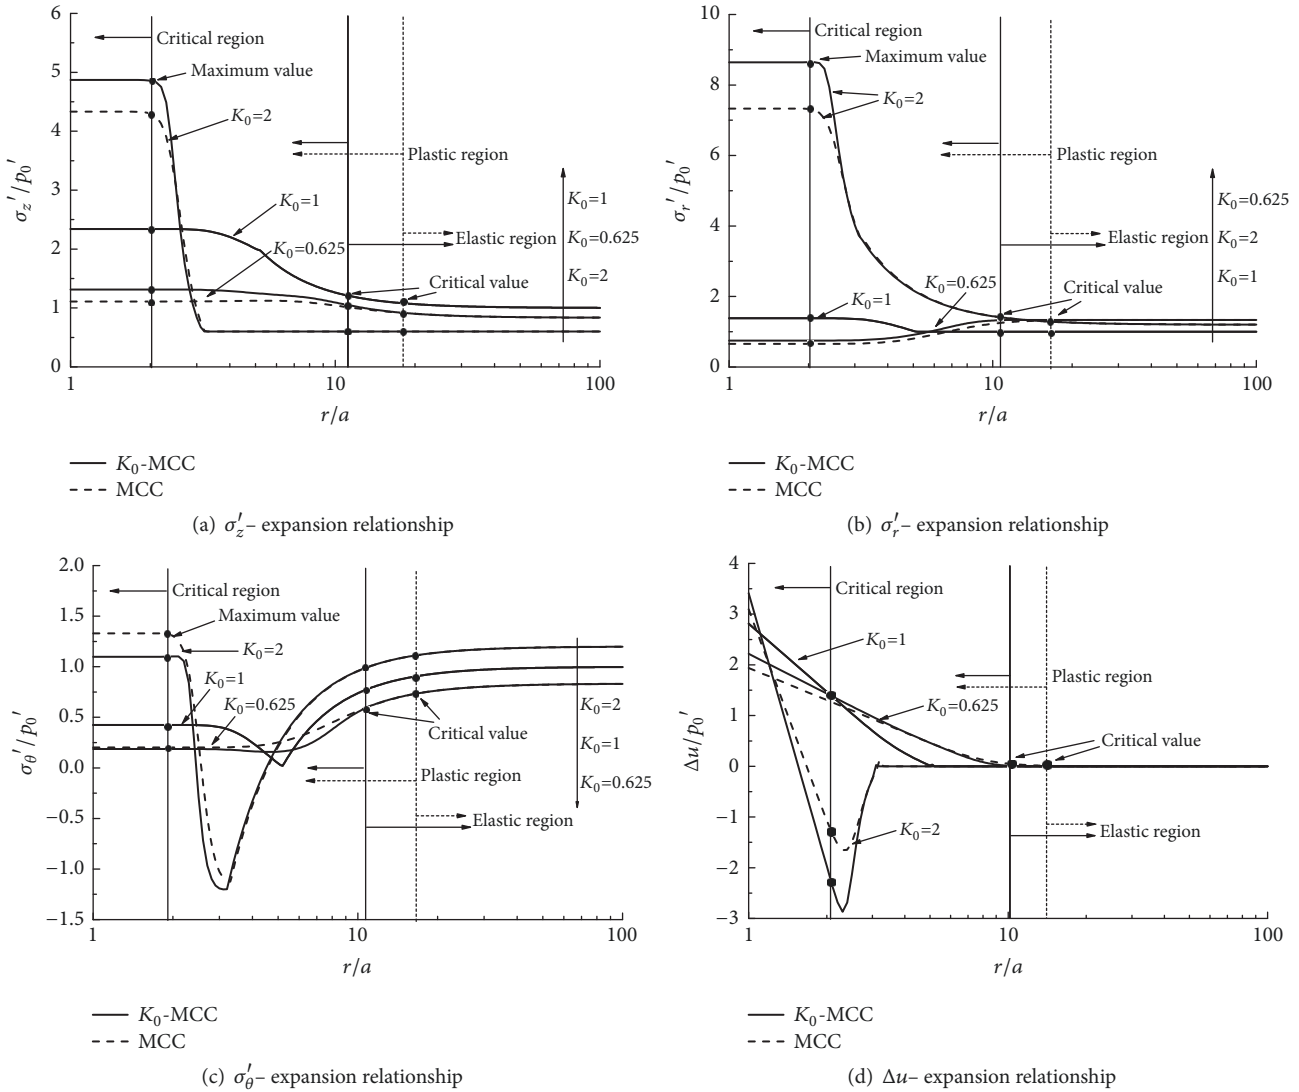 6
5
4
3
2
1
0
σz′/p0′
Critical region
Maximum value
K0=2
K0=1
K0=0.625
Plastic region
Elastic region
Critical value
K0=1
K0=0.625
K0=2
1
10
100
r/a
K0-MCC
MCC
(a) σ′z– expansion relationship
10
8
6
4
2
0
σr′/p0′
Critical region
Maximum value
K0=2
Plastic region
K0=0.625
Elastic region
K0=2
Critical value
K0=1
K0=0.625
K0=1
1
10
100
r/a
K0-MCC
MCC
(b) σ′r– expansion relationship
2.0
1.5
1.0
0.5
0.0
−0.5
−1.0
−1.5
σθ′/p0′
Critical region
Maximum value
K0=2
K0=1
K0=0.625
K0=2
Critical value
K0=1
Plastic region
K0=0.625
Elastic region
1
10
100
r/a
K0-MCC
MCC
(c) σ′θ– expansion relationship
4
3
2
1
0
−1
−2
−3
Δu/p0′
Critical region
K0=1
Plastic region
K0=0.625
Critical value
K0=2
Elastic region
1
10
100
r/a
K0-MCC
MCC
(d) Δu– expansion relationship